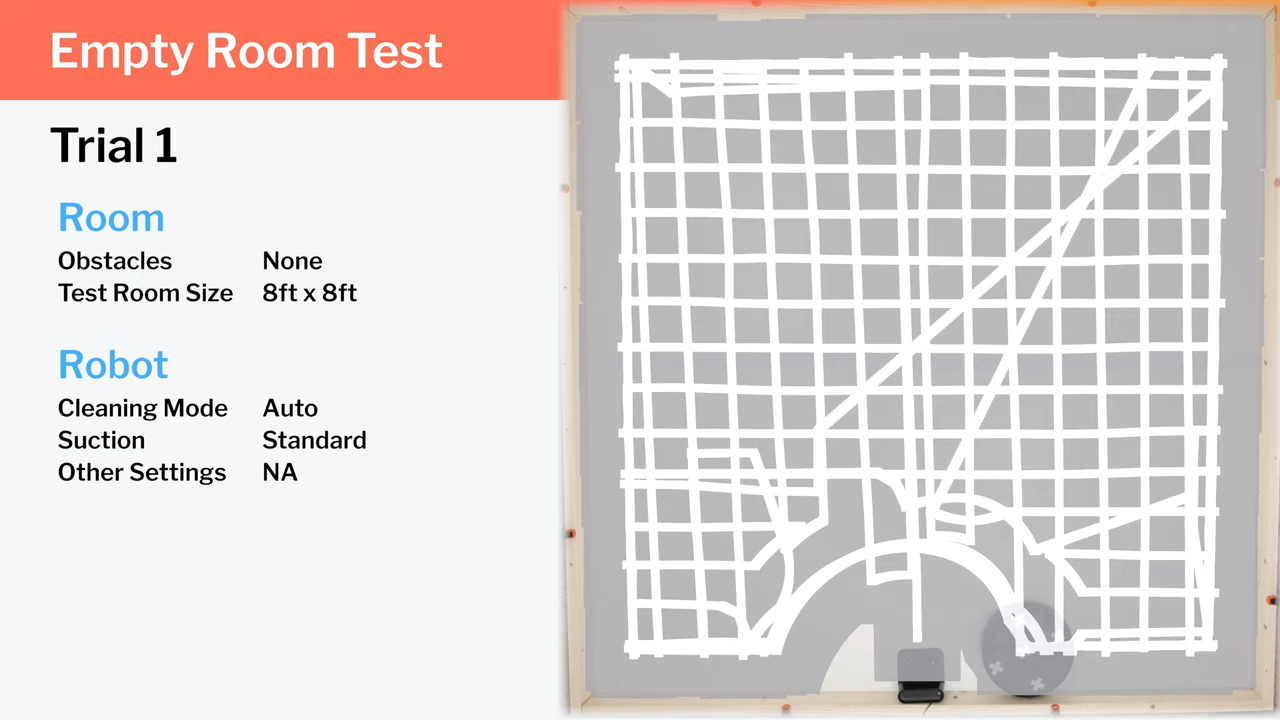 Empty Room Test
Trial 1
Room
Obstacles None
Test Room Size 8ft x 8ft
Robot
Cleaning Mode Auto
Suction Standard
Other Settings NA